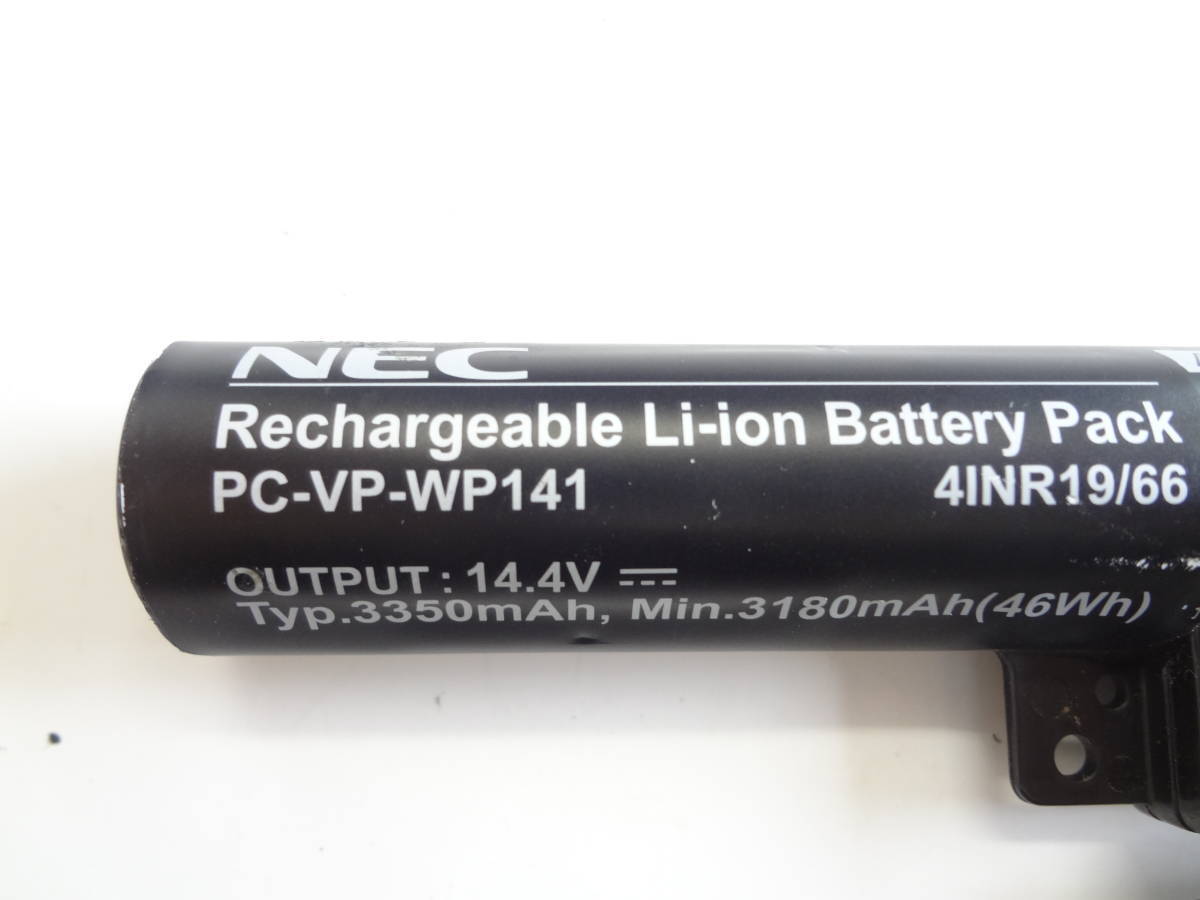 NEC
Rechargeable Li-ion Battery Pack
PC-VP-WP141 4INR19/66
OUTPUT : 14.4V ⎓
Typ.3350mAh, Min.3180mAh(46Wh)